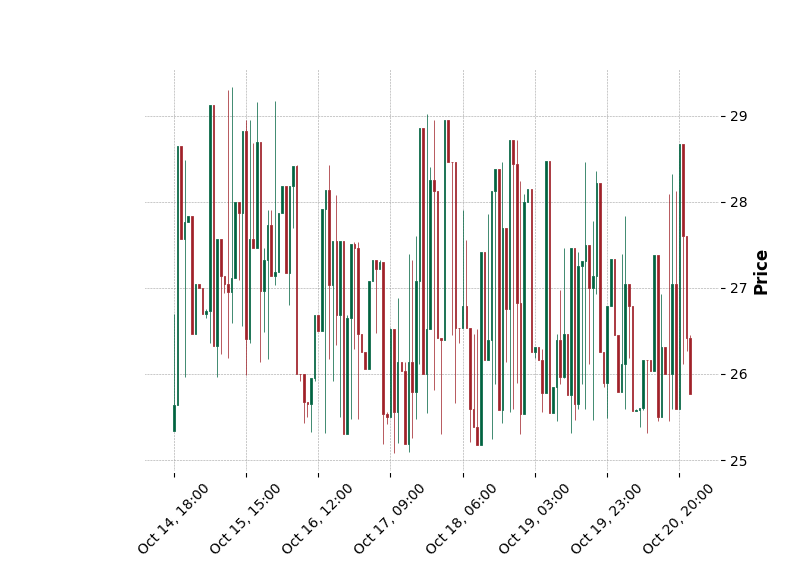 29
28
27
26
25
Price
Oct 14, 18:00
Oct 15, 15:00
Oct 16, 12:00
Oct 17, 09:00
Oct 18, 06:00
Oct 19, 03:00
Oct 19, 23:00
Oct 20, 20:00